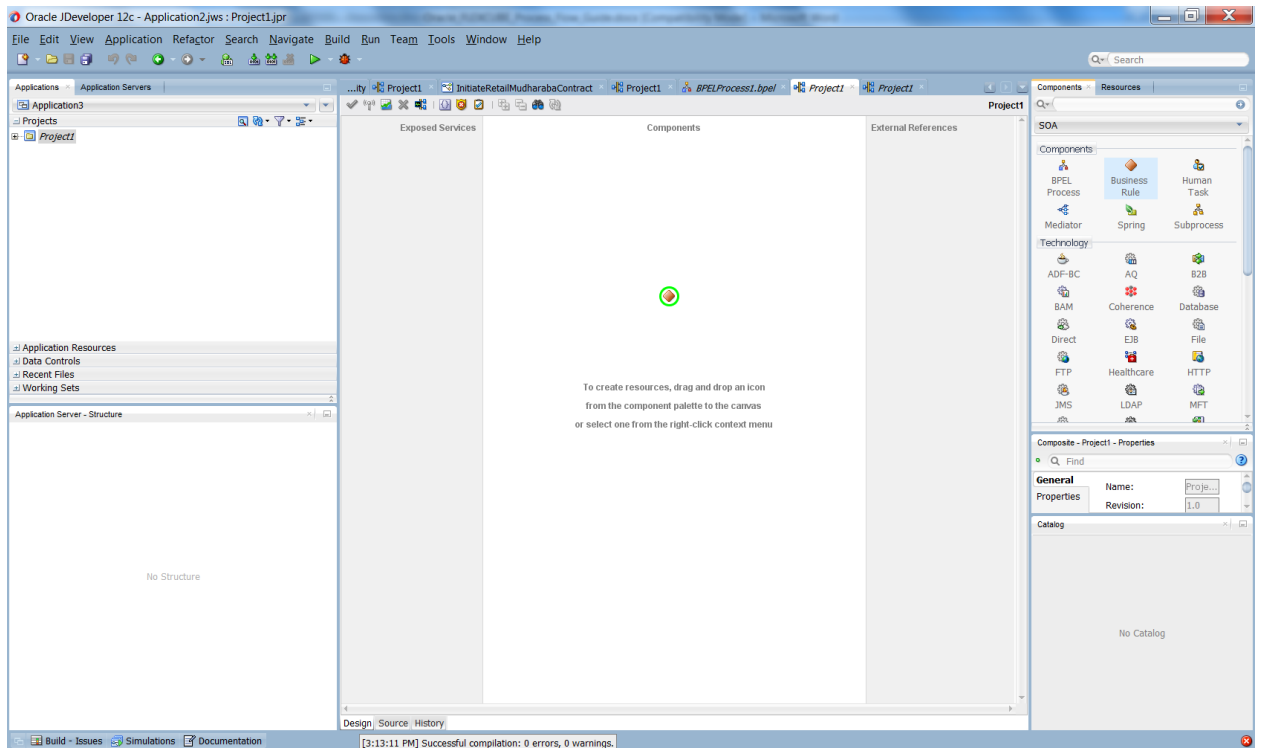 Oracle JDeveloper 12c - Application2.jws : Project1.jpr
File Edit View Application Refactor Search Navigate Build Run Team Tools Window Help
Search
Applications Application Servers
...ity Project1 InitiateRetailMudharabaContract Project1 BPELProcess1.bpel Project1 Project1
Components Resources
Application3
Project1
Projects
Project1
Exposed Services Components External References
SOA
Components
BPEL Process
Business Rule
Human Task
Mediator Spring Subprocess
Technology
ADF-BC AQ B2B
BAM Coherence Database
Direct EJB File
FTP Healthcare HTTP
JMS LDAP MFT
Application Resources
Data Controls
Recent Files
Working Sets
To create resources, drag and drop an icon
from the component palette to the canvas
or select one from the right-click context menu
Application Server - Structure
No Structure
Composite - Project1 - Properties
Find
General
Properties
Name: Proje...
Revision: 1.0
Catalog
No Catalog
Design Source History
Build - Issues Simulations Documentation
[3:13:11 PM] Successful compilation: 0 errors, 0 warnings.